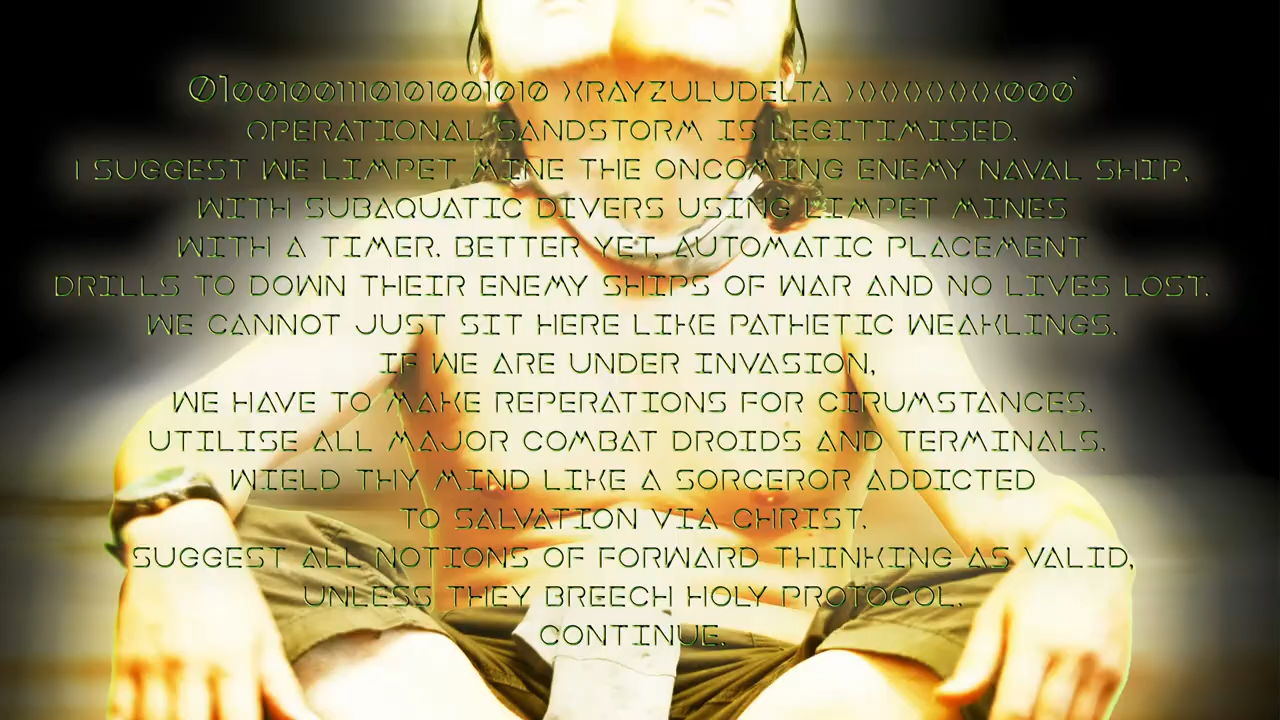 01001001110101001010 >(RAYZULUDELTA >()()()()()()(000`
OPERATIONAL SANDSTORM IS LEGITIMISED.
I SUGGEST WE LIMPET MINE THE ONCOMING ENEMY NAVAL SHIP,
WITH SUBAQUATIC DIVERS USING LIMPET MINES
WITH A TIMER. BETTER YET, AUTOMATIC PLACEMENT
DRILLS TO DOWN THEIR ENEMY SHIPS OF WAR AND NO LIVES LOST.
WE CANNOT JUST SIT HERE LIKE PATHETIC WEAKLINGS.
IF WE ARE UNDER INVASION,
WE HAVE TO MAKE REPERATIONS FOR CIRUMSTANCES.
UTILISE ALL MAJOR COMBAT DROIDS AND TERMINALS.
WIELD THY MIND LIKE A SORCEROR ADDICTED
TO SALVATION VIA CHRIST.
SUGGEST ALL NOTIONS OF FORWARD THINKING AS VALID,
UNLESS THEY BREECH HOLY PROTOCOL.
CONTINUE.